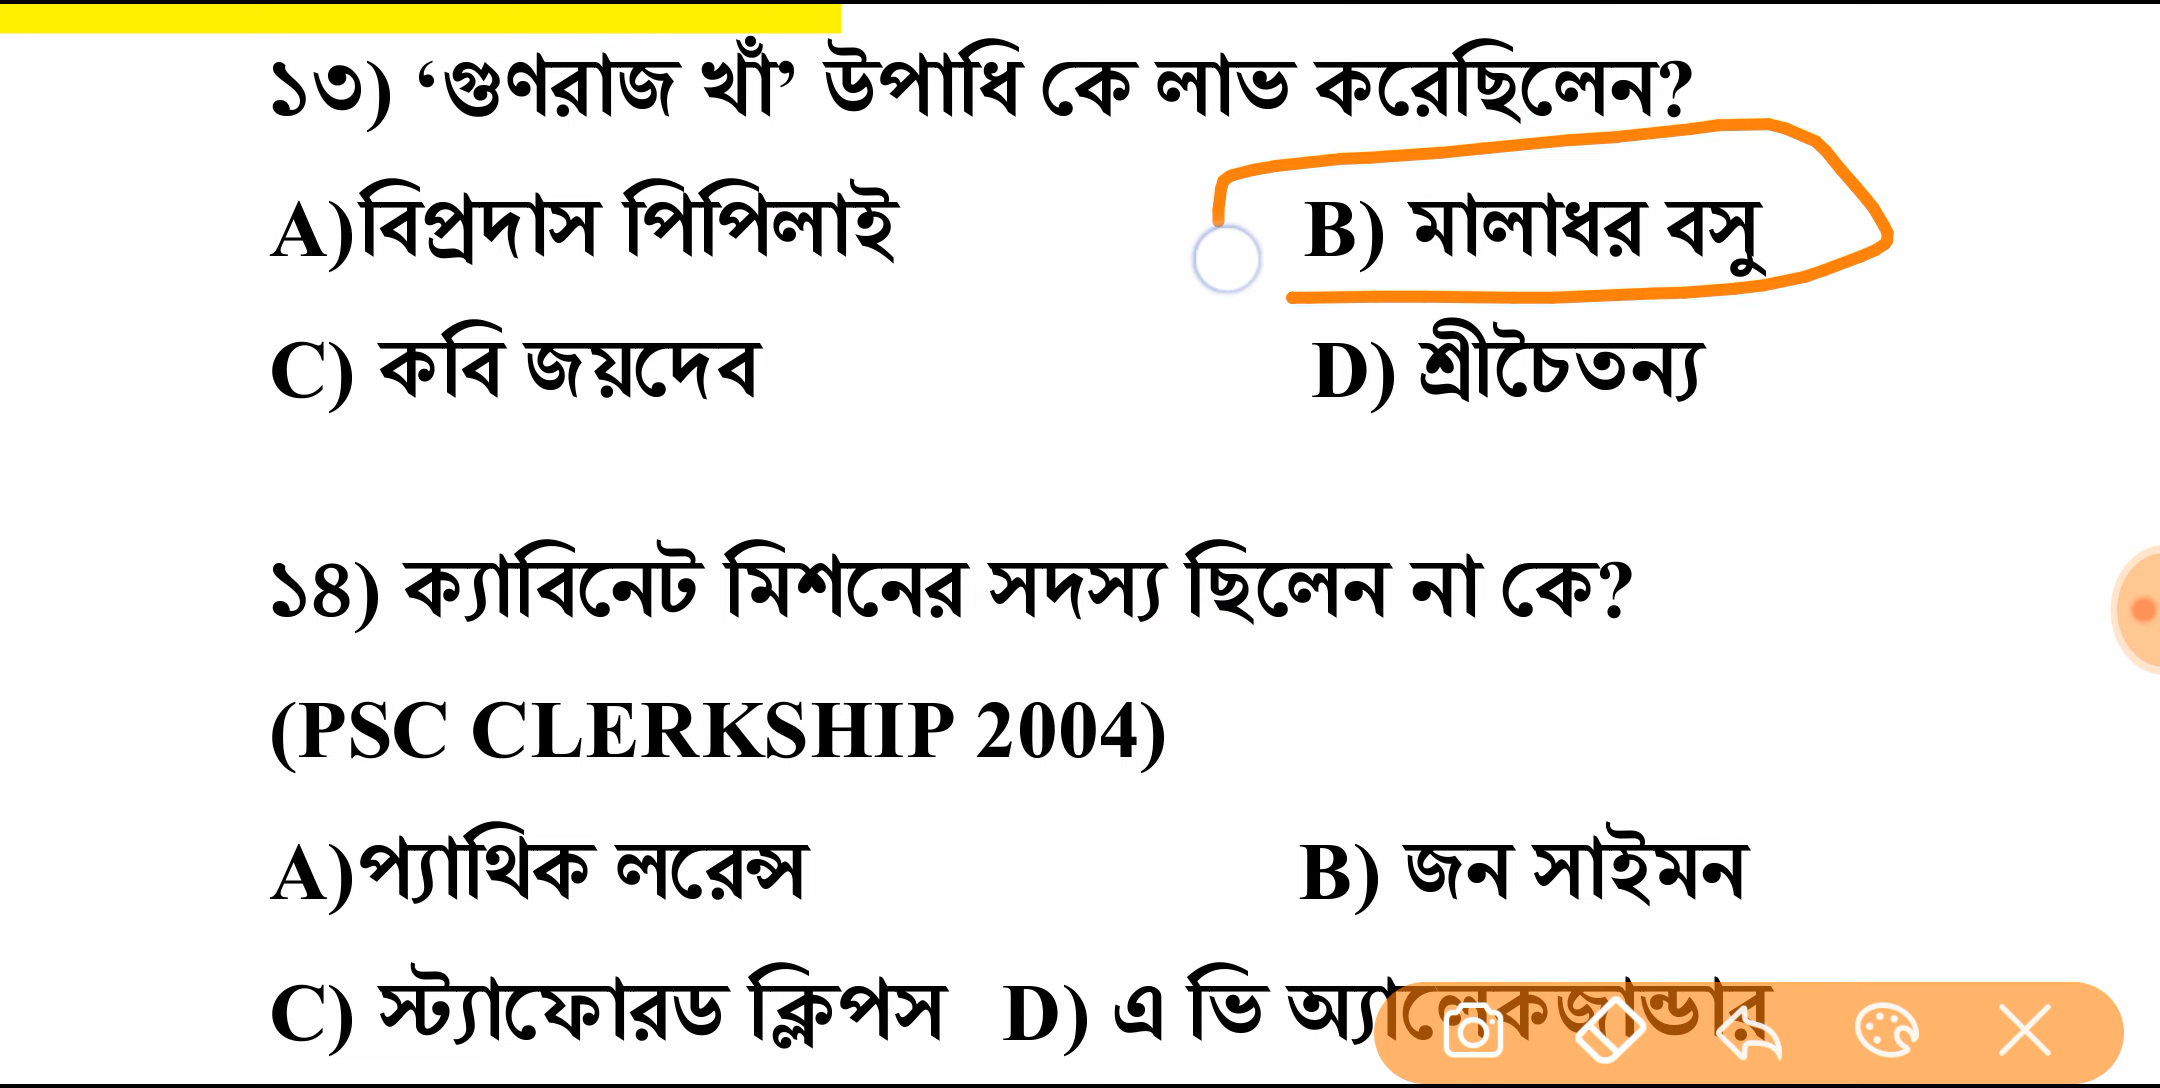 ১৩) ‘গুণরাজ খাঁ’ উপাধি কে লাভ করেছিলেন?
A)বিপ্রদাস পিপিলাই B) মালাধর বসু
C) কবি জয়দেব D) শ্রীচৈতন্য
১৪) ক্যাবিনেট মিশনের সদস্য ছিলেন না কে?
(PSC CLERKSHIP 2004)
A)প্যাথিক লরেন্স B) জন সাইমন
C) স্ট্যাফোরড ক্লিপস D) এ ভি অ্যালেকজান্ডার